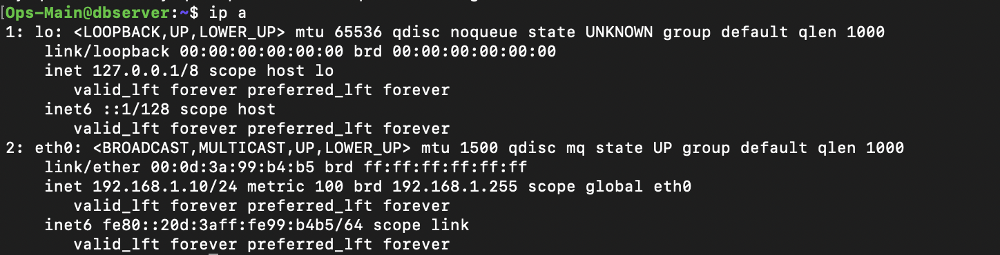 [Ops-Main@dbserver:~$ ip a
1: lo: <LOOPBACK,UP,LOWER_UP> mtu 65536 qdisc noqueue state UNKNOWN group default qlen 1000
    link/loopback 00:00:00:00:00:00 brd 00:00:00:00:00:00
    inet 127.0.0.1/8 scope host lo
       valid_lft forever preferred_lft forever
    inet6 ::1/128 scope host
       valid_lft forever preferred_lft forever
2: eth0: <BROADCAST,MULTICAST,UP,LOWER_UP> mtu 1500 qdisc mq state UP group default qlen 1000
    link/ether 00:0d:3a:99:b4:b5 brd ff:ff:ff:ff:ff:ff
    inet 192.168.1.10/24 metric 100 brd 192.168.1.255 scope global eth0
       valid_lft forever preferred_lft forever
    inet6 fe80::20d:3aff:fe99:b4b5/64 scope link
       valid_lft forever preferred_lft forever